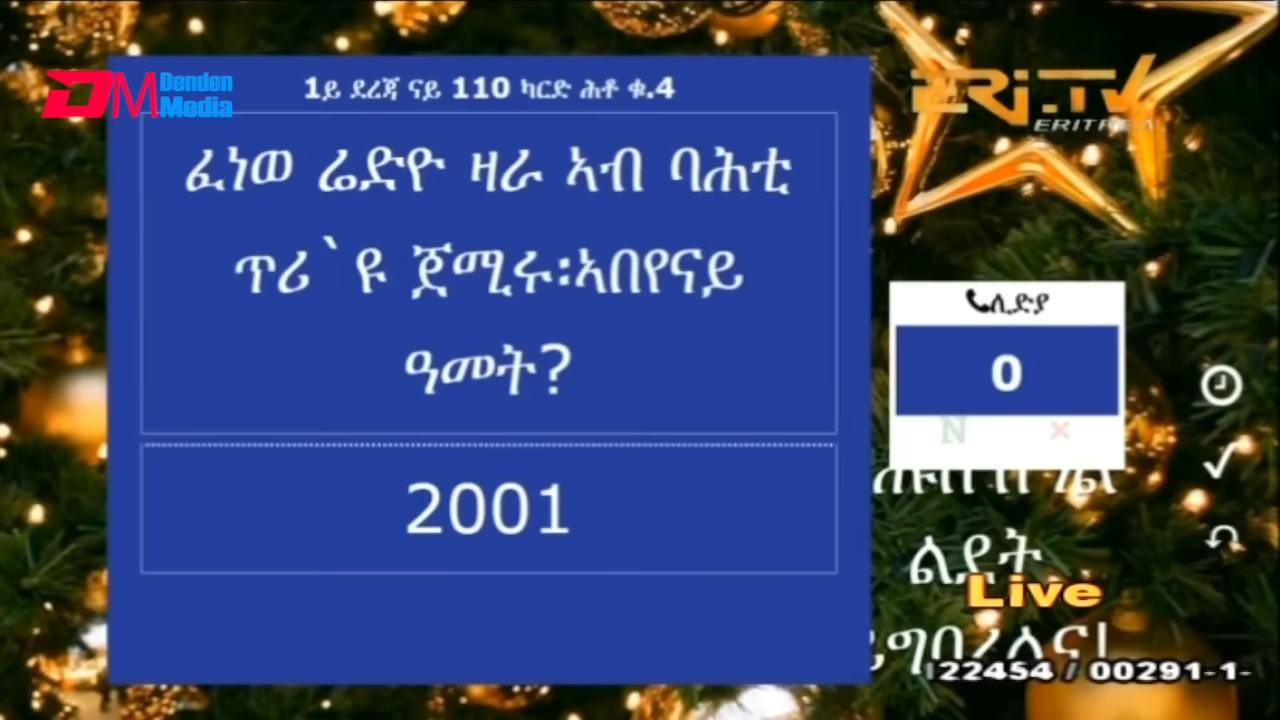 1ይ ደረጃ ናይ 110 ካርድ ሕቶ ቁ.4
Denden
Media
DM
ERi.TV
ERITREA
ፈነወ ሬድዮ ዛራ ኣብ ባሕቲ
ጥሪ`ዩ ጀሚሩ፡ኣበየናይ
ዓመት?
ሊድያ
0
N
2001
ልደት
Live
22454 / 00291-1-